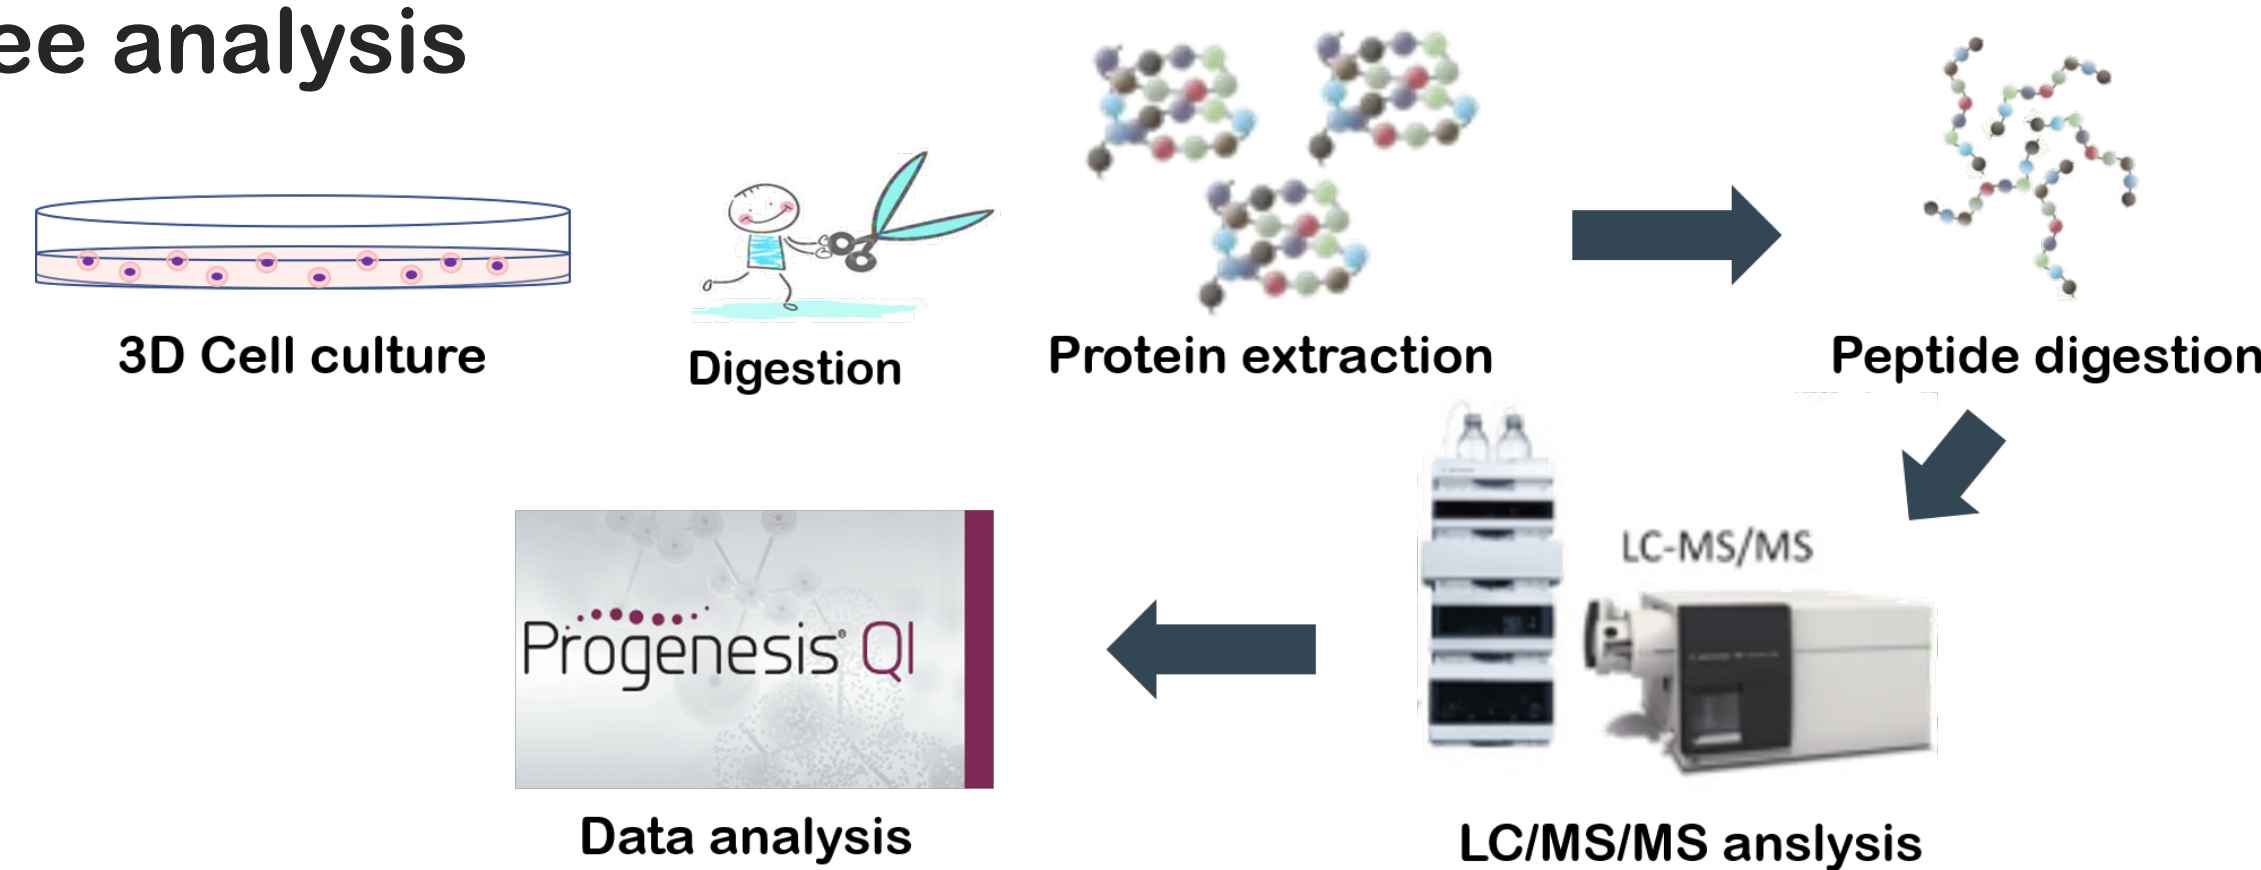 ee analysis
3D Cell culture
Digestion
Protein extraction
Peptide digestion
LC-MS/MS
Progenesis® QI
Data analysis
LC/MS/MS anslysis